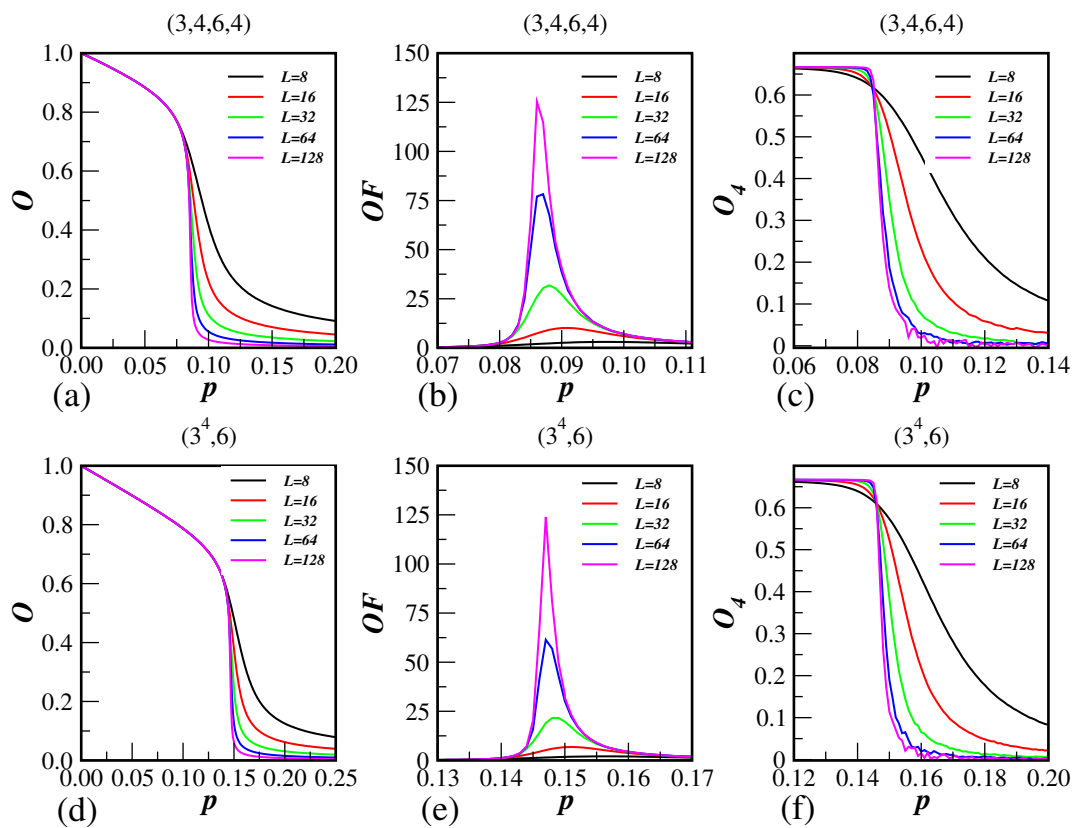 (3,4,6,4)
1.0
0.8
0.6
0.4
0.2
0.0
0.00
0.05
0.10
0.15
0.20
O
p
L=8
L=16
L=32
L=64
L=128
(a)
(3,4,6,4)
150
125
100
75
50
25
0
0.07
0.08
0.09
0.10
0.11
OF
p
L=8
L=16
L=32
L=64
L=128
(b)
(3,4,6,4)
0.6
0.5
0.4
0.3
0.2
0.1
0
0.06
0.08
0.10
0.12
0.14
O₄
p
L=8
L=16
L=32
L=64
L=128
(c)
(3⁴,6)
1.0
0.8
0.6
0.4
0.2
0.0
0.00
0.05
0.10
0.15
0.20
0.25
O
p
L=8
L=16
L=32
L=64
L=128
(d)
(3⁴,6)
150
125
100
75
50
25
0
0.13
0.14
0.15
0.16
0.17
OF
p
L=8
L=16
L=32
L=64
L=128
(e)
(3⁴,6)
0.6
0.5
0.4
0.3
0.2
0.1
0
0.12
0.14
0.16
0.18
0.20
O₄
p
L=8
L=16
L=32
L=64
L=128
(f)